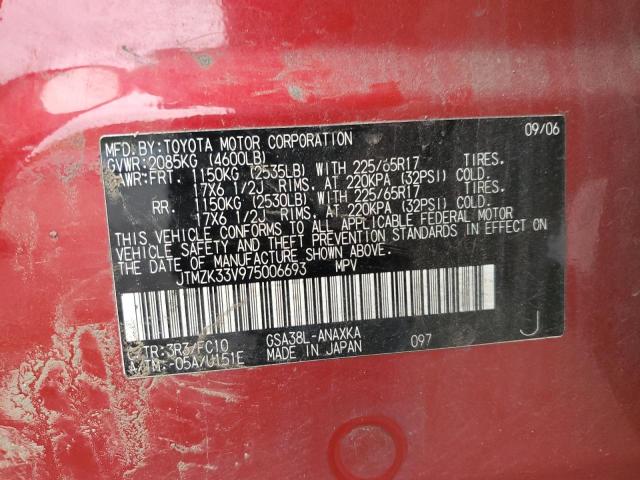 MFD. BY: TOYOTA MOTOR CORPORATION 09/06
GVWR: 2085KG (4600LB)
GAWR: FRT. 1150KG (2535LB) WITH 225/65R17 TIRES.
17X6 1/2J RIMS. AT 220KPA (32PSI) COLD.
RR. 1150KG (2530LB) WITH 225/65R17 TIRES.
17X6 1/2J RIMS. AT 220KPA (32PSI) COLD.
THIS VEHICLE CONFORMS TO ALL APPLICABLE FEDERAL MOTOR
VEHICLE SAFETY AND THEFT PREVENTION STANDARDS IN EFFECT ON
THE DATE OF MANUFACTURE SHOWN ABOVE.
JTMZK33V975006693 MPV
C/TR: 3R3/FC10 GSA38L-ANAXKA
A/TM: -05A/U151E MADE IN JAPAN 097 J